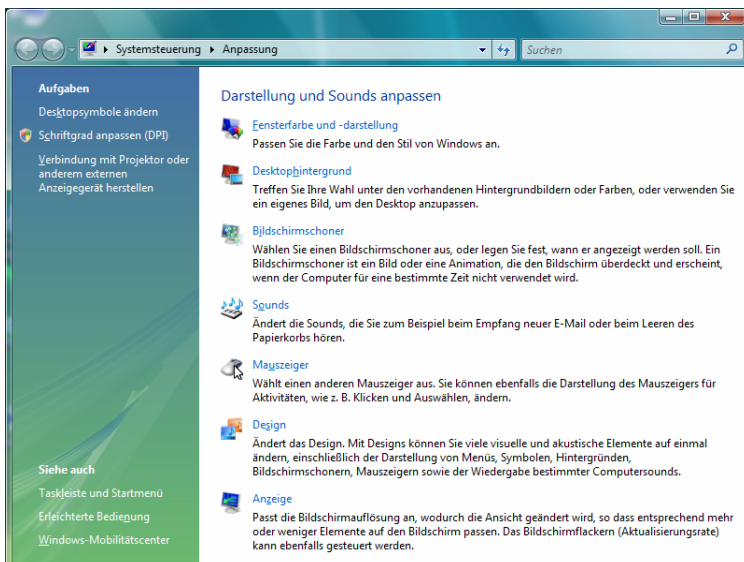 Systemsteuerung Anpassung Suchen
Aufgaben
Desktopsymbole ändern
Schriftgrad anpassen (DPI)
Verbindung mit Projektor oder
anderem externen
Anzeigegerät herstellen
Darstellung und Sounds anpassen
Fensterfarbe und -darstellung
Passen Sie die Farbe und den Stil von Windows an.
Desktophintergrund
Treffen Sie Ihre Wahl unter den vorhandenen Hintergrundbildern oder Farben, oder verwenden Sie
ein eigenes Bild, um den Desktop anzupassen.
Bildschirmschoner
Wählen Sie einen Bildschirmschoner aus, oder legen Sie fest, wann er angezeigt werden soll. Ein
Bildschirmschoner ist ein Bild oder eine Animation, die den Bildschirm überdeckt und erscheint,
wenn der Computer für eine bestimmte Zeit nicht verwendet wird.
Sounds
Ändert die Sounds, die Sie zum Beispiel beim Empfang neuer E-Mail oder beim Leeren des
Papierkorbs hören.
Mauszeiger
Wählt einen anderen Mauszeiger aus. Sie können ebenfalls die Darstellung des Mauszeigers für
Aktivitäten, wie z. B. Klicken und Auswählen, ändern.
Design
Ändert das Design. Mit Designs können Sie viele visuelle und akustische Elemente auf einmal
ändern, einschließlich der Darstellung von Menüs, Symbolen, Hintergründen,
Bildschirmschonern, Mauszeigern sowie der Wiedergabe bestimmter Computersounds.
Anzeige
Passt die Bildschirmauflösung an, wodurch die Ansicht geändert wird, so dass entsprechend mehr
oder weniger Elemente auf den Bildschirm passen. Das Bildschirmflackern (Aktualisierungsrate)
kann ebenfalls gesteuert werden.
Siehe auch
Taskleiste und Startmenü
Erleichterte Bedienung
Windows-Mobilitätscenter